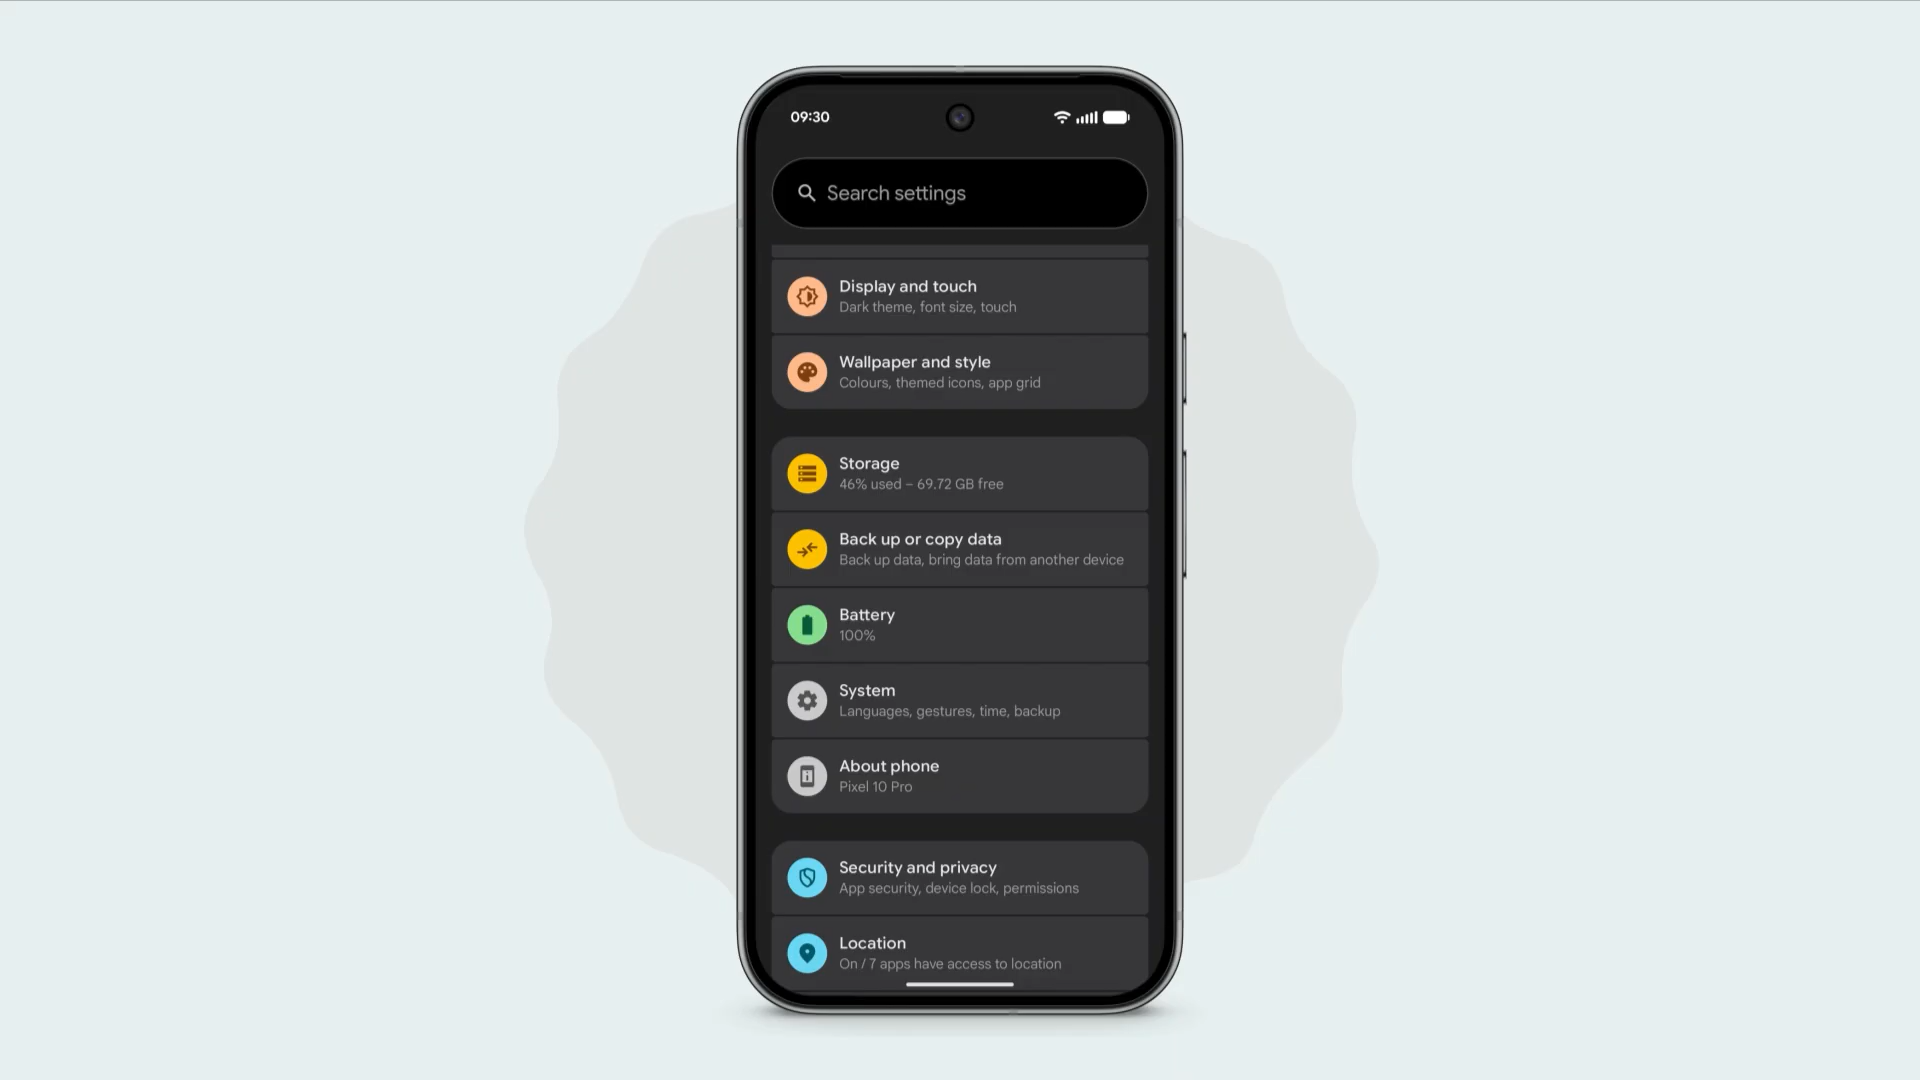 09:30
Search settings
Display and touch
Dark theme, font size, touch
Wallpaper and style
Colours, themed icons, app grid
Storage
46% used – 69.72 GB free
Back up or copy data
Back up data, bring data from another device
Battery
100%
System
Languages, gestures, time, backup
About phone
Pixel 10 Pro
Security and privacy
App security, device lock, permissions
Location
On / 7 apps have access to location